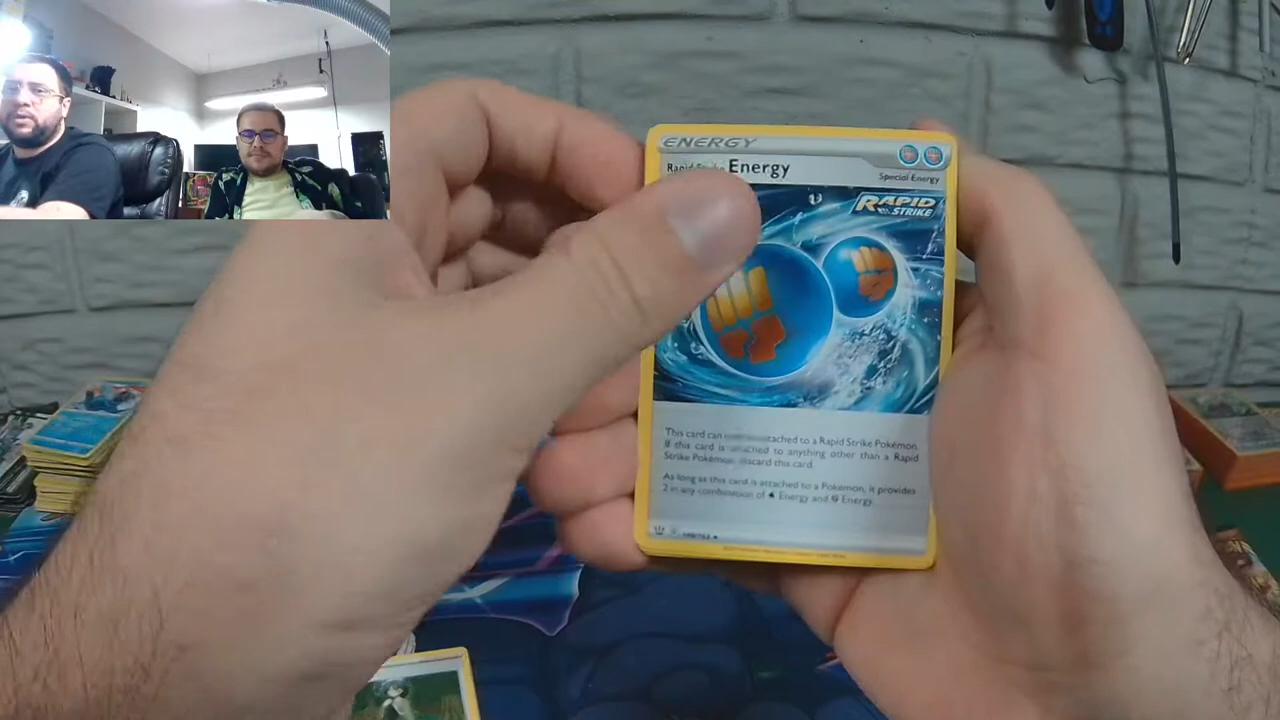 ENERGY
Rapid Strike Energy
Special Energy
RAPID
STRIKE
This card can attached to a Rapid Strike Pokémon.
If this card is attached to anything other than a Rapid
Strike Pokémon, discard this card.
As long as this card is attached to a Pokémon, it provides
2 in any combination of Energy and Energy.